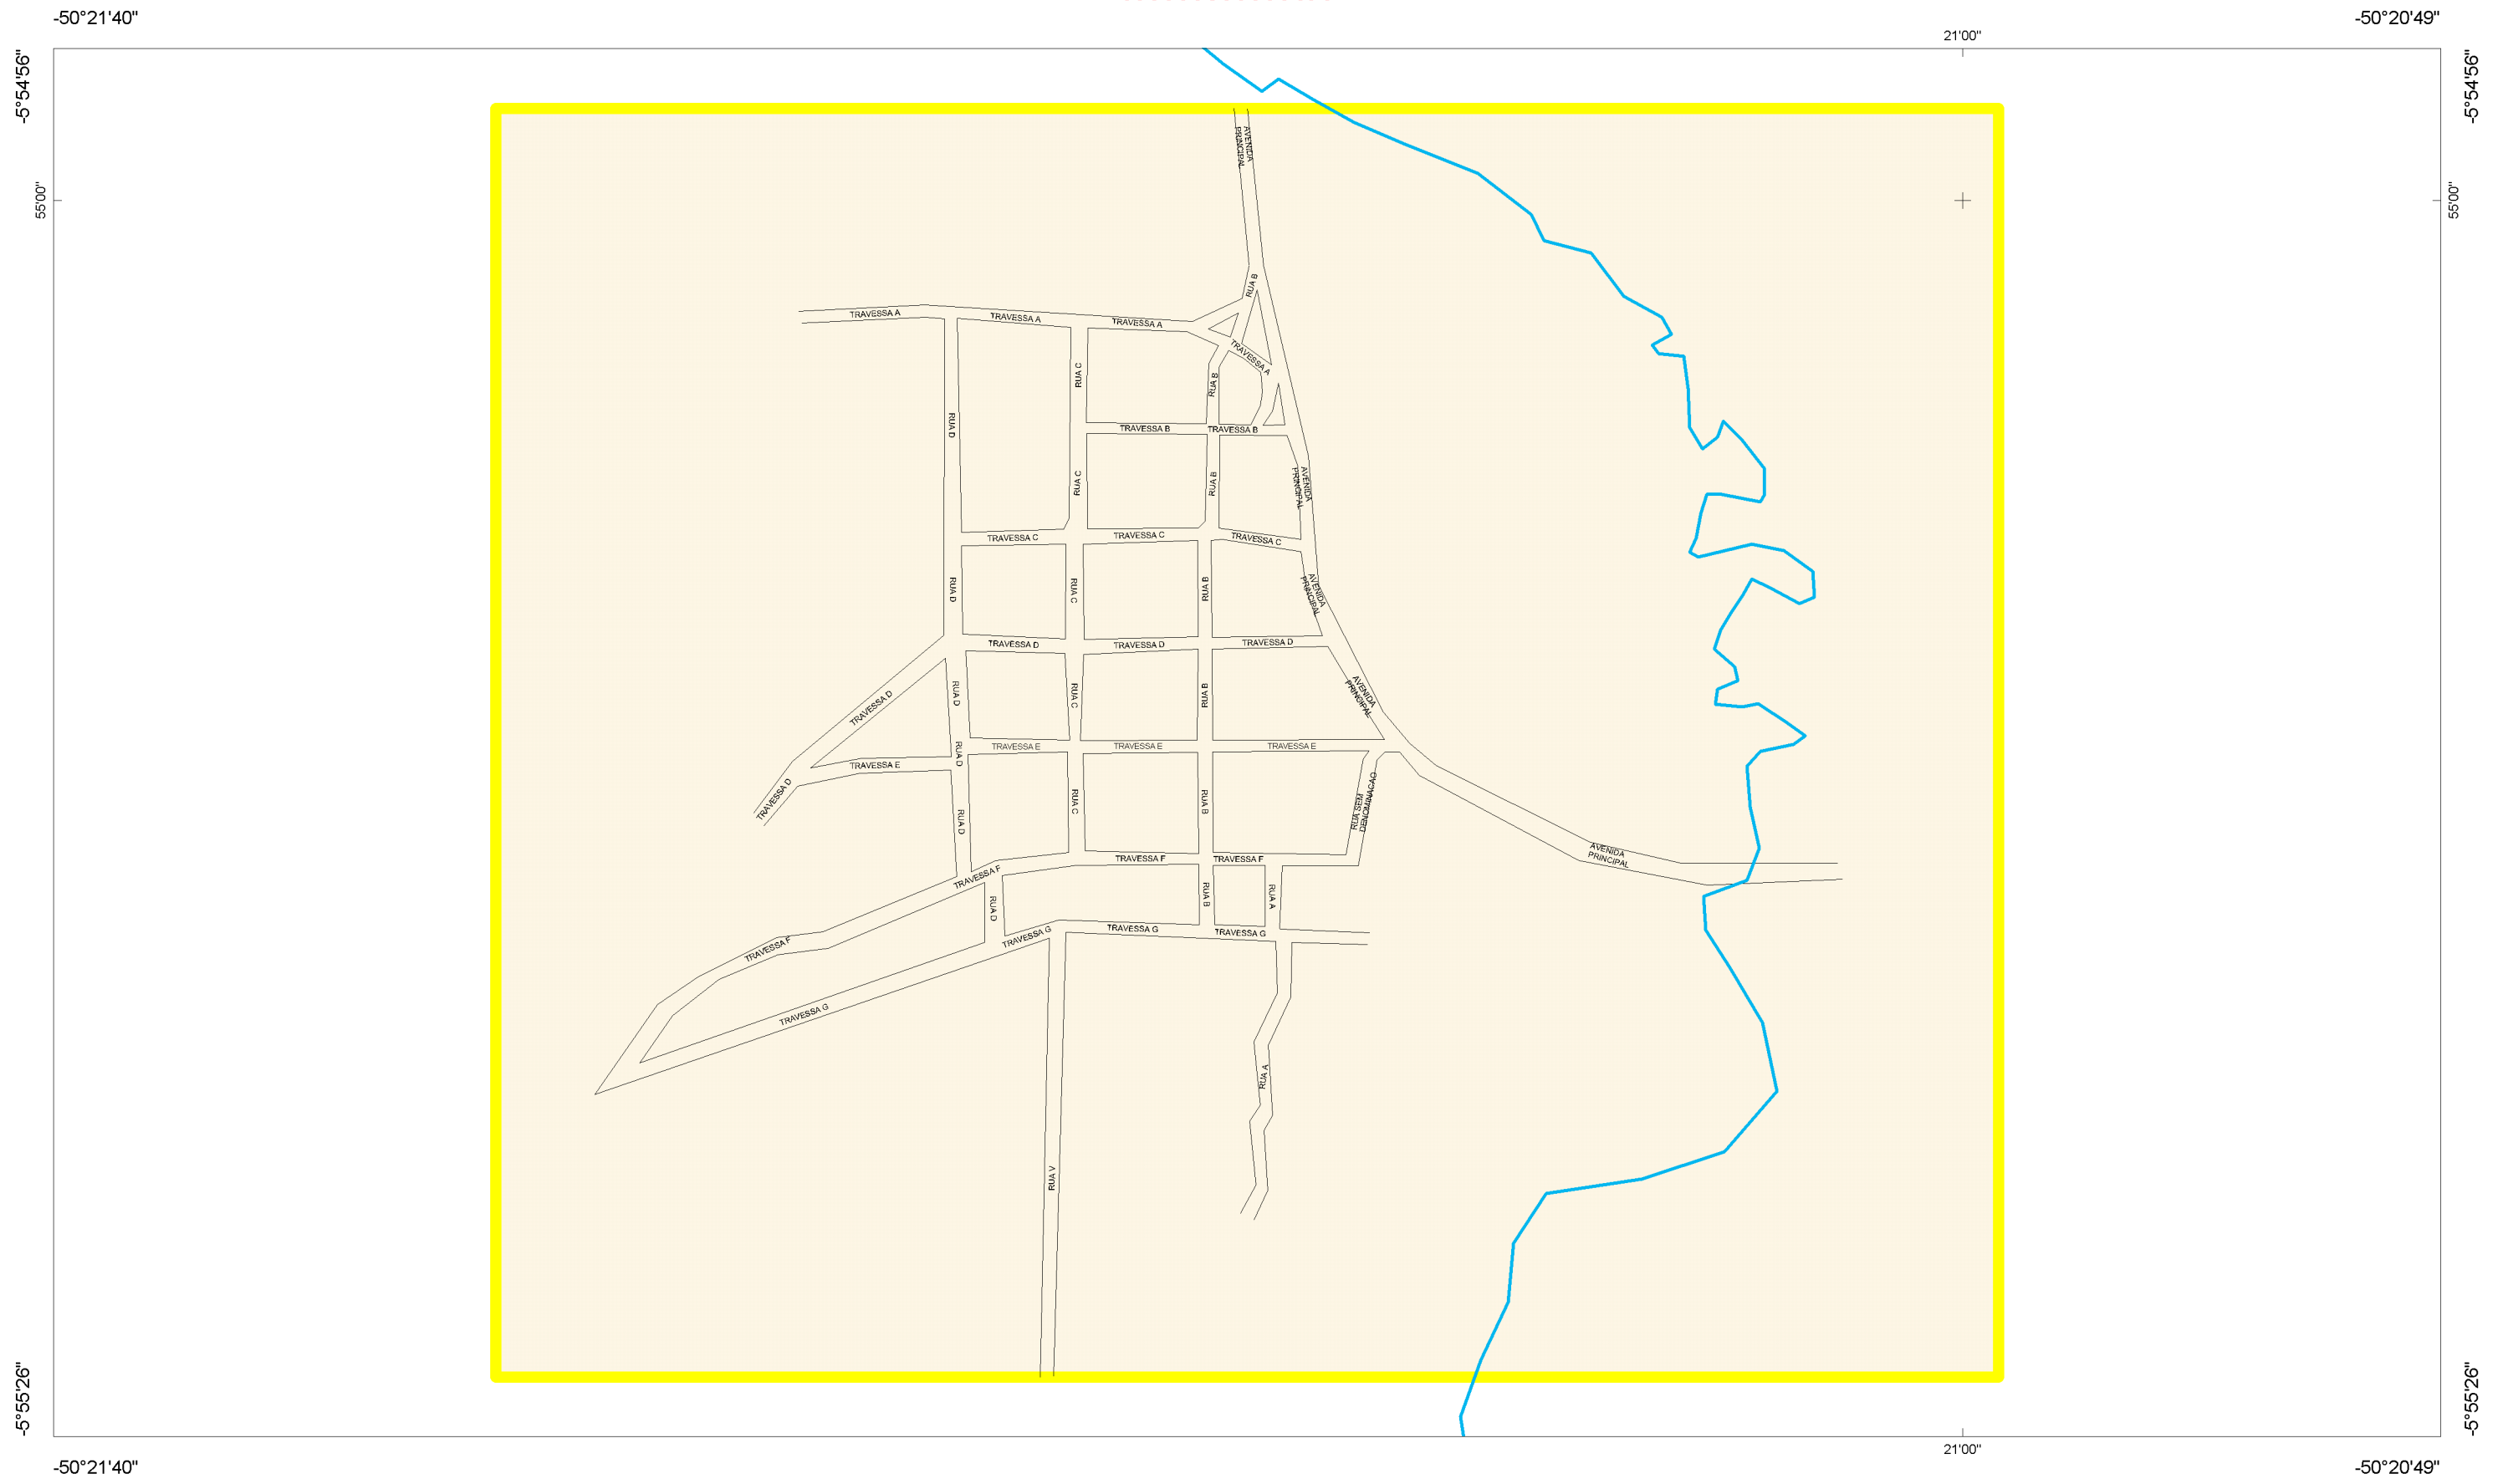 -50°21'40"
-50°20'49"
21'00"
-5°54'56"
-5°54'56"
55'00"
55'00"
AVENIDA
PRINCIPAL
RUA B
TRAVESSA A
TRAVESSA A
TRAVESSA A
TRAVESSA A
RUA C
RUA B
RUA D
TRAVESSA B
TRAVESSA B
RUA C
RUA B
AVENIDA
PRINCIPAL
TRAVESSA C
TRAVESSA C
TRAVESSA C
RUA D
RUA C
RUA B
AVENIDA
PRINCIPAL
TRAVESSA D
TRAVESSA D
TRAVESSA D
TRAVESSA D
RUA D
RUA C
RUA B
AVENIDA
PRINCIPAL
TRAVESSA E
TRAVESSA E
TRAVESSA E
RUA D
TRAVESSA E
TRAVESSA D
RUA D
RUA C
RUA B
RUA SEM
DENOMINACAO
AVENIDA
PRINCIPAL
TRAVESSA F
TRAVESSA F
TRAVESSA F
RUA D
RUA B
RUA A
TRAVESSA F
TRAVESSA G
TRAVESSA G
TRAVESSA G
TRAVESSA G
RUA A
RUA V
-5°55'26"
-5°55'26"
21'00"
-50°21'40"
-50°20'49"